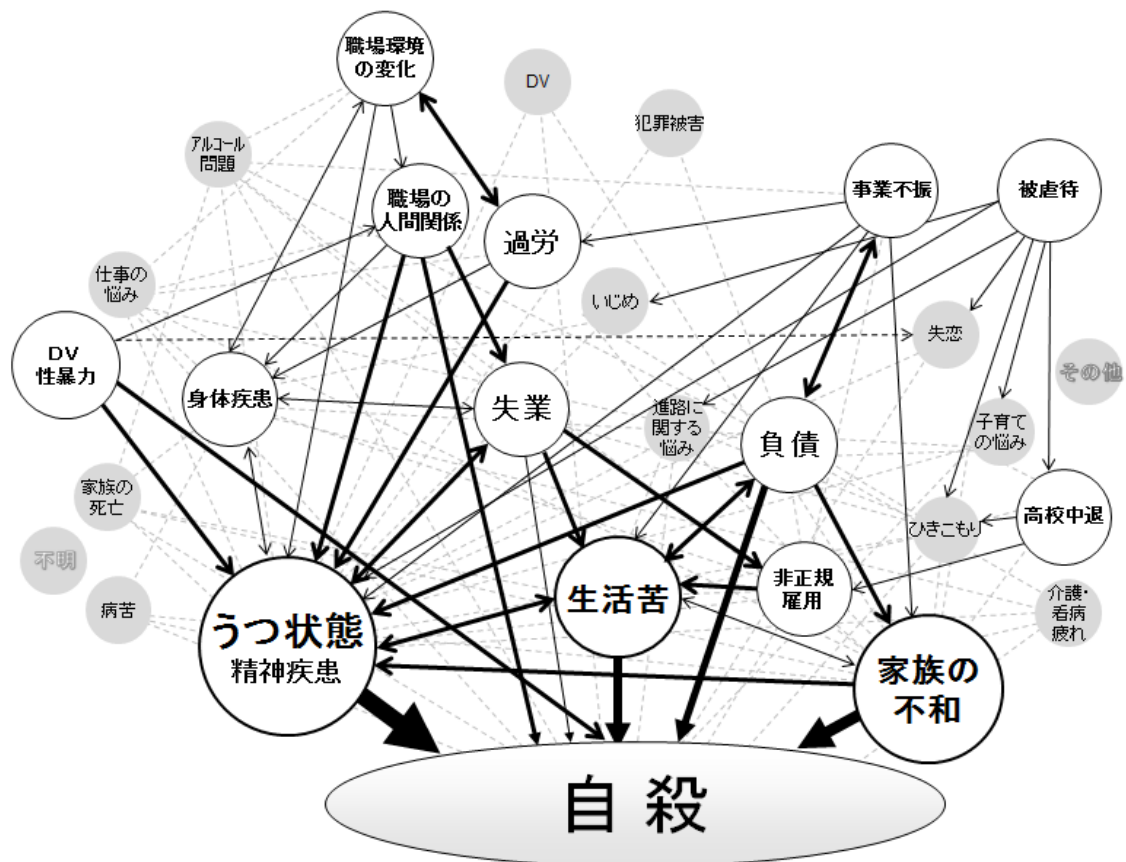 職場環境
の変化
DV
犯罪被害
アルコール
問題
職場の
人間関係
過労
事業不振
被虐待
仕事の
悩み
いじめ
失恋
DV
性暴力
その他
身体疾患
失業
進路に
関する
悩み
負債
子育て
の悩み
家族の
死亡
ひきこもり
高校中退
不明
病苦
うつ状態
精神疾患
生活苦
非正規
雇用
介護・
看病
疲れ
家族の
不和
自殺